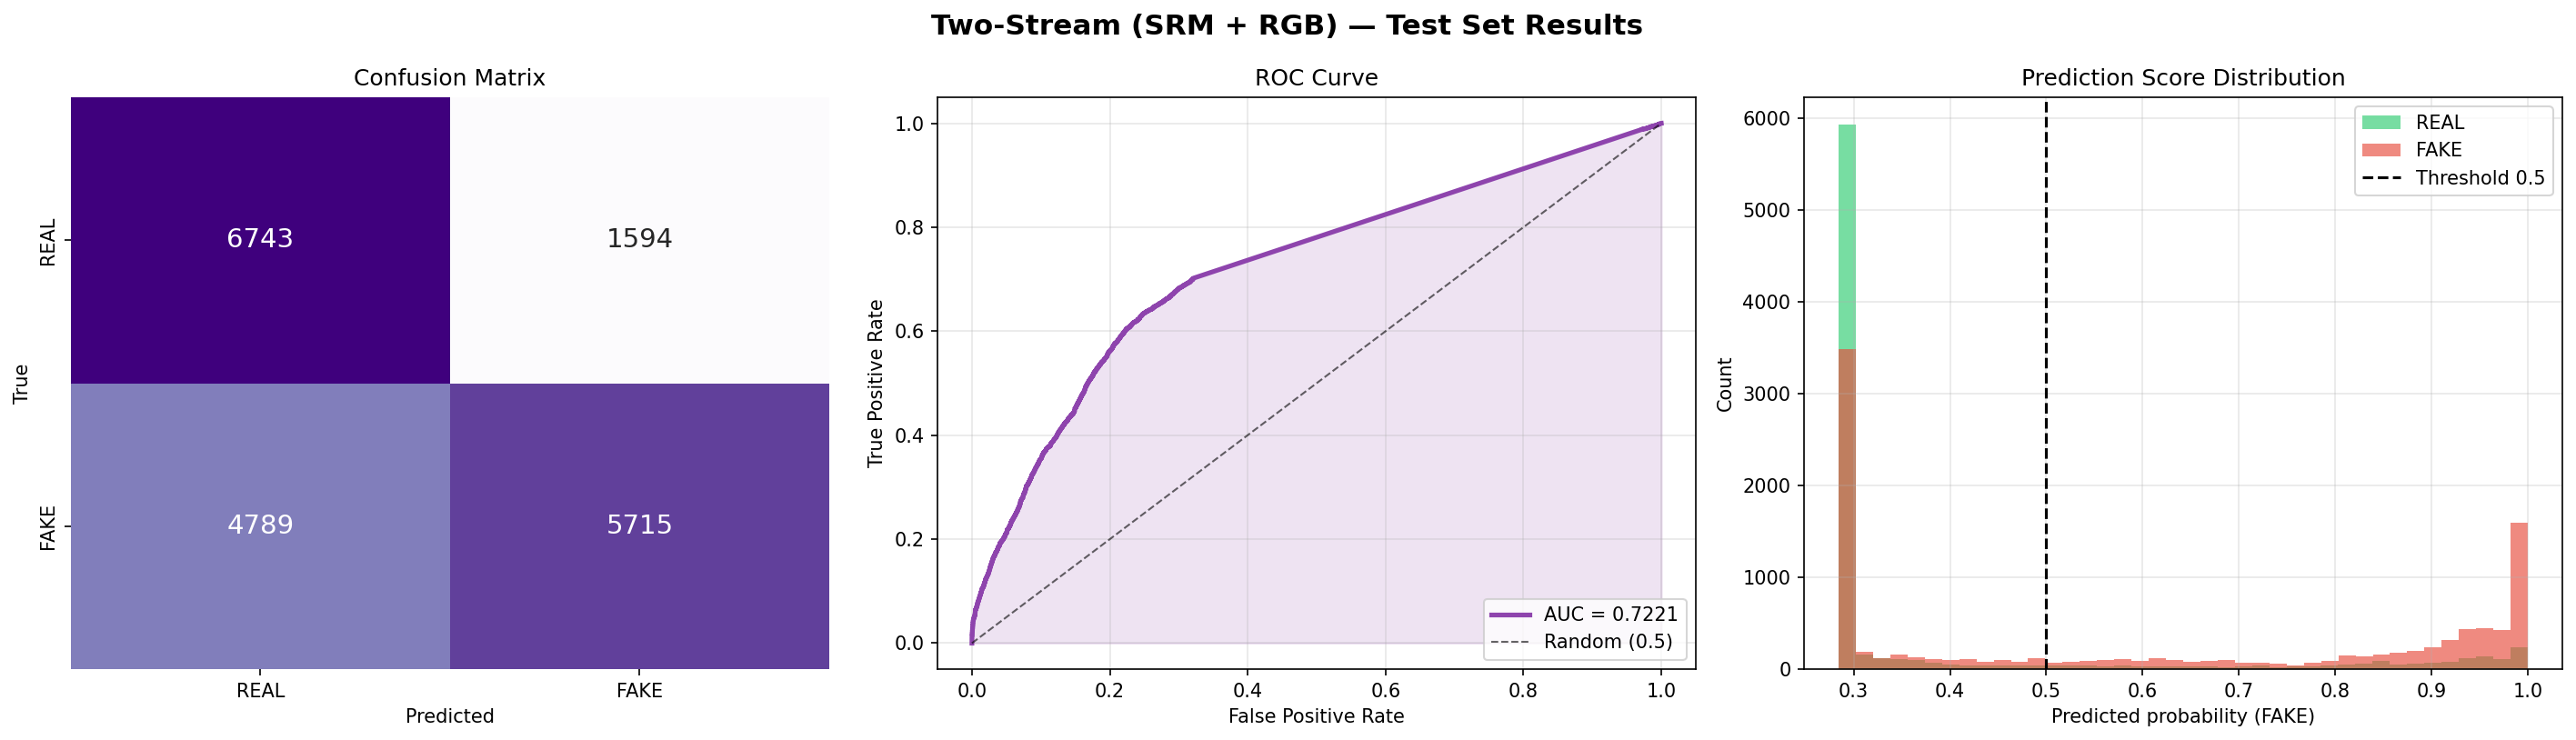 Two-Stream (SRM + RGB) — Test Set Results
Confusion Matrix
True
REAL
FAKE
6743
1594
4789
5715
REAL
FAKE
Predicted
ROC Curve
True Positive Rate
1.0
0.8
0.6
0.4
0.2
0.0
AUC = 0.7221
Random (0.5)
0.0
0.2
0.4
0.6
0.8
1.0
False Positive Rate
Prediction Score Distribution
Count
6000
5000
4000
3000
2000
1000
0
REAL
FAKE
Threshold 0.5
0.3
0.4
0.5
0.6
0.7
0.8
0.9
1.0
Predicted probability (FAKE)